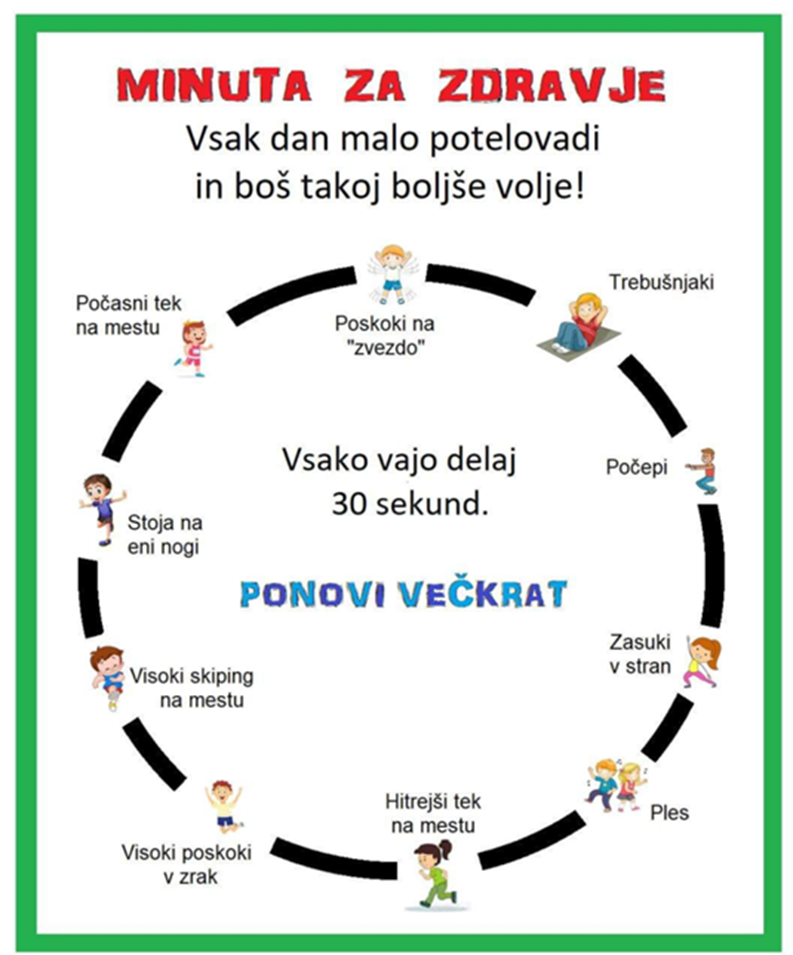 MINUTA ZA ZDRAVJE
Vsak dan malo potelovadi
in boš takoj boljše volje!
Poskoki na
"zvezdo"
Trebušnjaki
Počepi
Zasuki
v stran
Ples
Hitrejši tek
na mestu
Visoki poskoki
v zrak
Visoki skiping
na mestu
Stoja na
eni nogi
Počasni tek
na mestu
Vsako vajo delaj
30 sekund.
PONOVI VEČKRAT